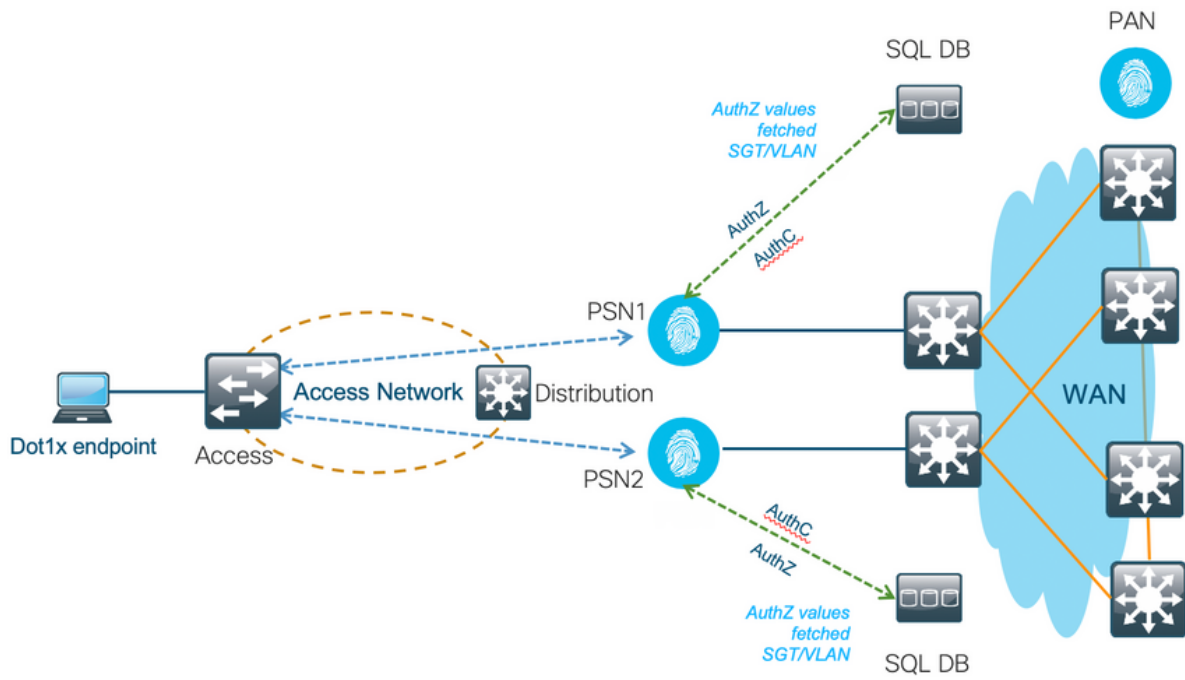 PAN
SQL DB
AuthZ values
fetched
SGT/VLAN
AuthZ
AuthC
PSN1
Access Network
Distribution
WAN
Dot1x endpoint
Access
PSN2
AuthC
AuthZ
AuthZ values
fetched
SGT/VLAN
SQL DB